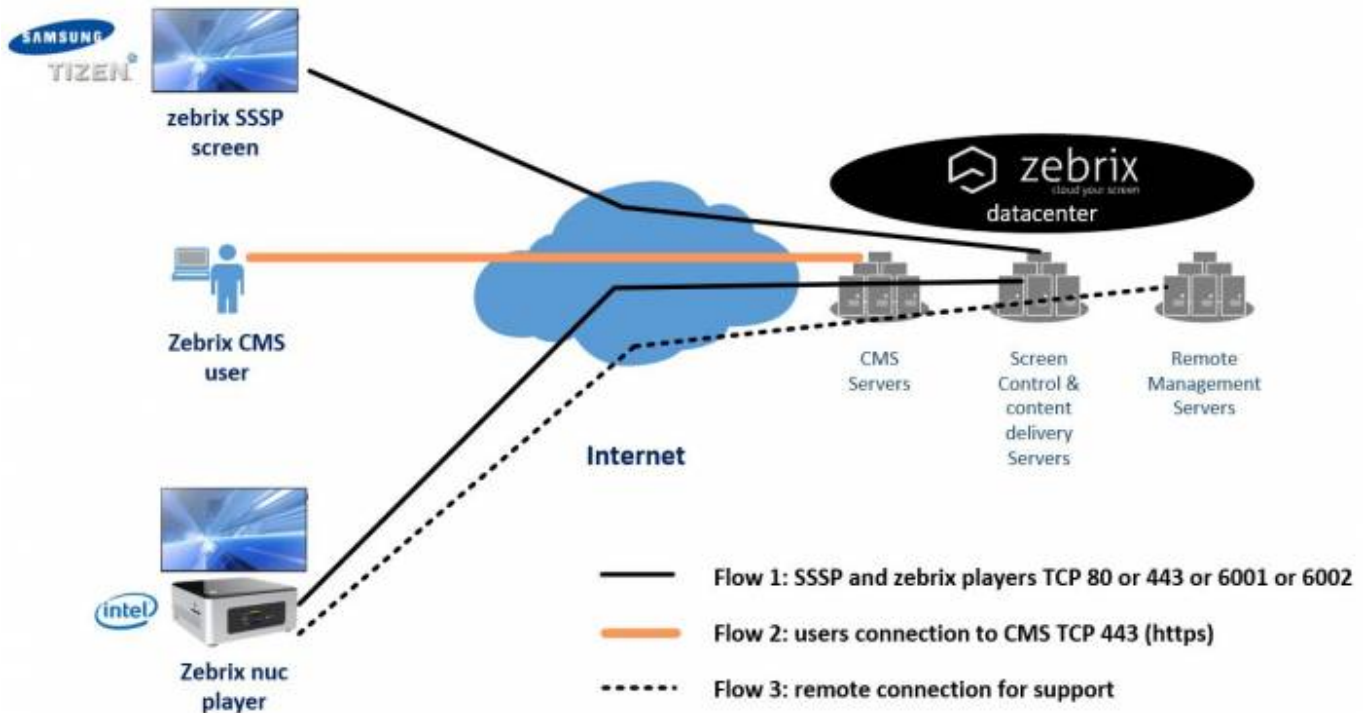 SAMSUNG
TIZEN
zebrix SSSP
screen
zebrix
cloud your screen
datacenter
Zebrix CMS
user
CMS
Servers
Screen
Control &
content
delivery
Servers
Remote
Management
Servers
Internet
intel
Zebrix nuc
player
Flow 1: SSSP and zebrix players TCP 80 or 443 or 6001 or 6002
Flow 2: users connection to CMS TCP 443 (https)
Flow 3: remote connection for support